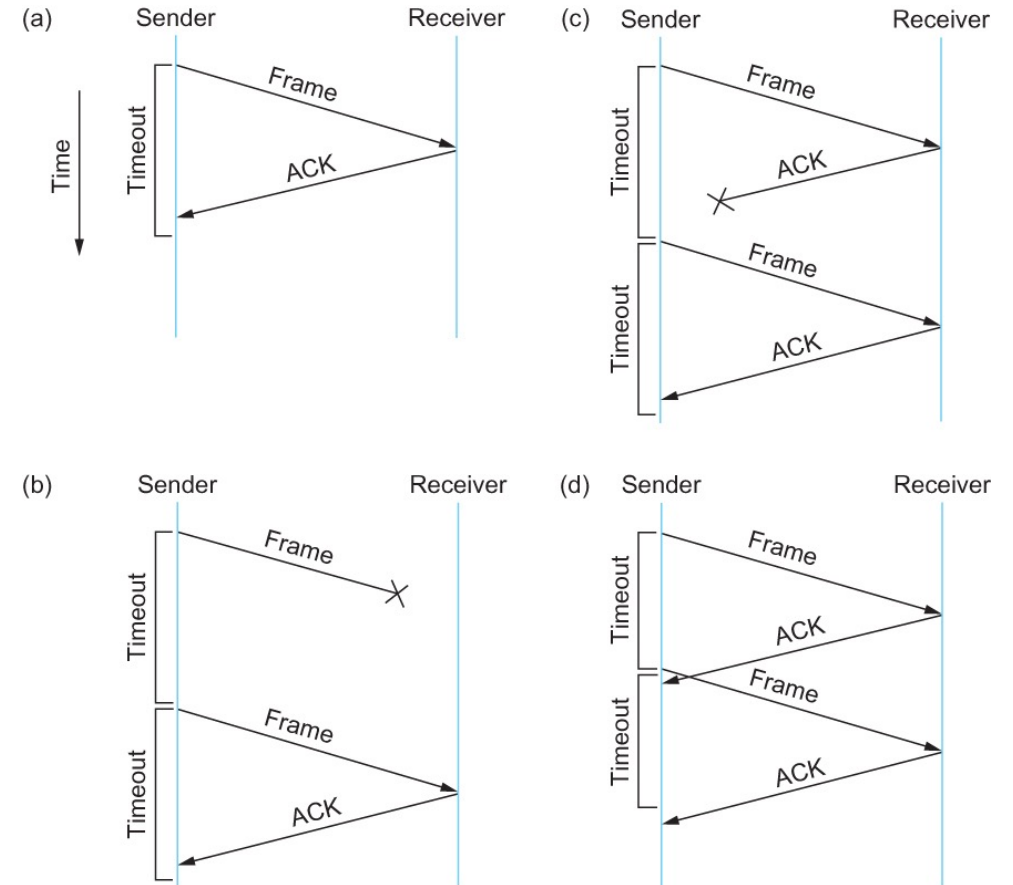 (a)
Sender
Receiver
Time
Timeout
Frame
ACK
(c)
Sender
Receiver
Timeout
Frame
ACK
Timeout
Frame
ACK
(b)
Sender
Receiver
Timeout
Frame
Timeout
Frame
ACK
(d)
Sender
Receiver
Timeout
Frame
ACK
Timeout
Frame
ACK